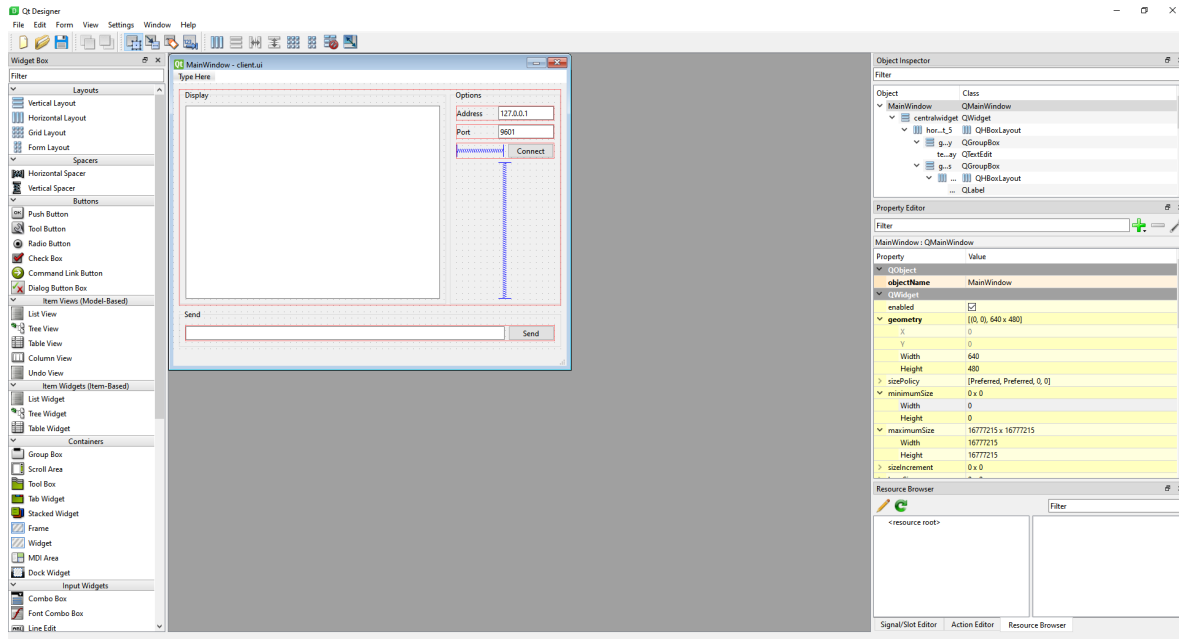 Qt Designer
File Edit Form View Settings Window Help
Widget Box
Filter
Layouts
Vertical Layout
Horizontal Layout
Grid Layout
Form Layout
Spacers
Horizontal Spacer
Vertical Spacer
Buttons
Push Button
Tool Button
Radio Button
Check Box
Command Link Button
Dialog Button Box
Item Views (Model-Based)
List View
Tree View
Table View
Column View
Undo View
Item Widgets (Item-Based)
List Widget
Tree Widget
Table Widget
Containers
Group Box
Scroll Area
Tool Box
Tab Widget
Stacked Widget
Frame
Widget
MDI Area
Dock Widget
Input Widgets
Combo Box
Font Combo Box
Line Edit
MainWindow - client.ui
Type Here
Display
Options
Address 127.0.0.1
Port 9601
Connect
Send
Send
Object Inspector
Filter
Object Class
MainWindow QMainWindow
centralwidget QWidget
hor...t_5 QHBoxLayout
g...y QGroupBox
te...ay QTextEdit
g...s QGroupBox
... QHBoxLayout
... QLabel
Property Editor
Filter
MainWindow : QMainWindow
Property Value
QObject
objectName MainWindow
QWidget
enabled
geometry [(0, 0), 640 x 480]
X 0
Y 0
Width 640
Height 480
sizePolicy [Preferred, Preferred, 0, 0]
minimumSize 0 x 0
Width 0
Height 0
maximumSize 16777215 x 16777215
Width 16777215
Height 16777215
sizeIncrement 0 x 0
Resource Browser
Filter
<resource root>
Signal/Slot Editor Action Editor Resource Browser